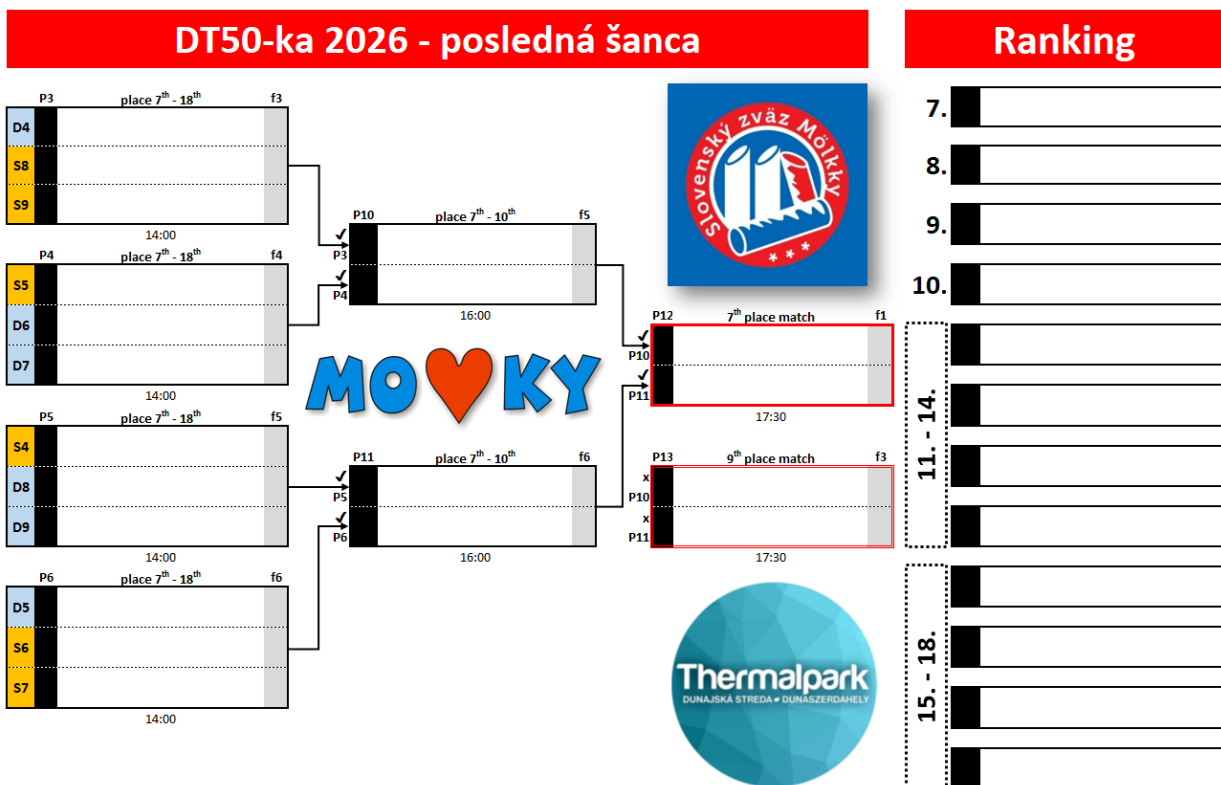 DT50-ka 2026 - posledná šanca
Ranking
P3 place 7th - 18th f3
D4
S8
S9
14:00
P4 place 7th - 18th f4
S5
D6
D7
14:00
P5 place 7th - 18th f5
S4
D8
D9
14:00
P6 place 7th - 18th f6
D5
S6
S7
14:00
P10 place 7th - 10th f5
✓
P3
✓
P4
16:00
MO KY
P11 place 7th - 10th f6
✓
P5
✓
P6
16:00
Slovenský zväz Mölkky
P12 7th place match f1
✓
P10
✓
P11
17:30
P13 9th place match f3
x
P10
x
P11
17:30
Thermalpark
DUNAJSKÁ STREDA DUNASZERDAHELY
7.
8.
9.
10.
11. - 14.
15. - 18.